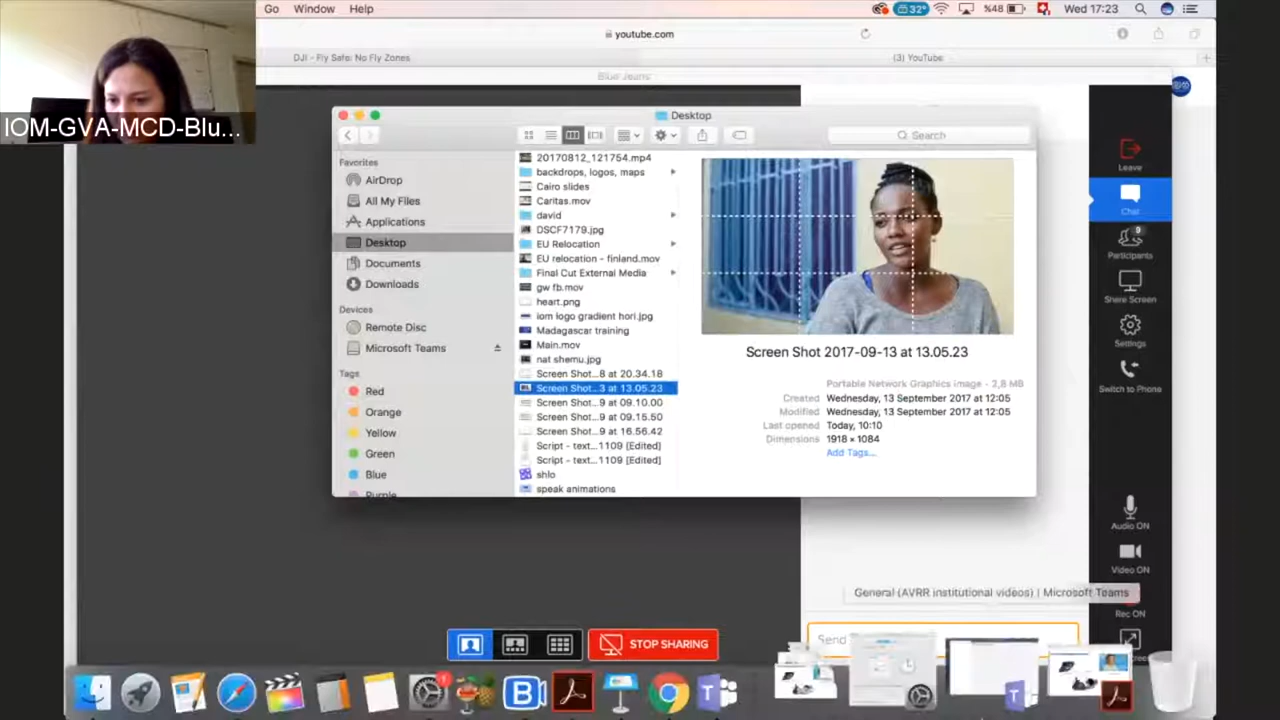 Go Window Help
32°
%48
Wed 17:23
youtube.com
DJI - Fly Safe: No Fly Zones
(3) YouTube
Blue Jeans
IOM-GVA-MCD-Blu...
Desktop
Search
Favorites
AirDrop
All My Files
Applications
Desktop
Documents
Downloads
Devices
Remote Disc
Microsoft Teams
Tags
Red
Orange
Yellow
Green
Blue
Purple
20170812_121754.mp4
backdrops, logos, maps
Cairo slides
Caritas.mov
david
DSCF7179.jpg
EU Relocation
EU relocation - finland.mov
Final Cut External Media
gw fb.mov
heart.png
iom logo gradient hori.jpg
Madagascar training
Main.mov
nat shemu.jpg
Screen Shot...8 at 20.34.18
Screen Shot...3 at 13.05.23
Screen Shot...9 at 09.10.00
Screen Shot...9 at 09.15.50
Screen Shot...9 at 16.56.42
Script - text...1109 [Edited]
Script - text...1109 [Edited]
shlo
speak animations
Screen Shot 2017-09-13 at 13.05.23
Portable Network Graphics image - 2,8 MB
Created Wednesday, 13 September 2017 at 12:05
Modified Wednesday, 13 September 2017 at 12:05
Last opened Today, 10:10
Dimensions 1918 × 1084
Add Tags...
Leave
Chat
9
Participants
Share Screen
Settings
Switch to Phone
Audio ON
Video ON
Rec ON
General (AVRR institutional videos) | Microsoft Teams
Send
STOP SHARING